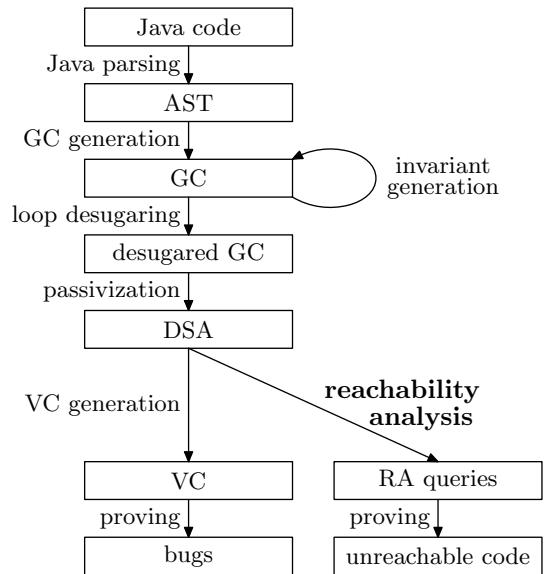 Java code
Java parsing
AST
GC generation
GC
invariant
generation
loop desugaring
desugared GC
passivization
DSA
reachability
analysis
VC generation
VC
RA queries
proving
proving
bugs
unreachable code